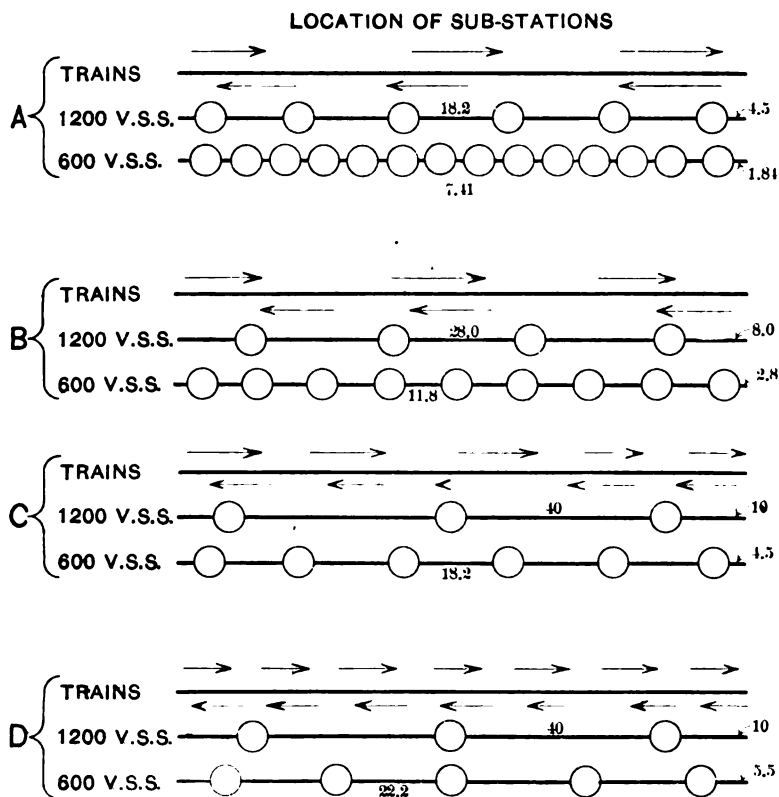 LOCATION OF SUB-STATIONS
A
TRAINS
1200 V.S.S. 18.2 4.5
600 V.S.S. 7.41 1.84
B
TRAINS
1200 V.S.S. 28.0 8.0
600 V.S.S. 11.8 2.8
C
TRAINS
1200 V.S.S. 40 10
600 V.S.S. 18.2 4.5
D
TRAINS
1200 V.S.S. 40 10
600 V.S.S. 22.2 5.5